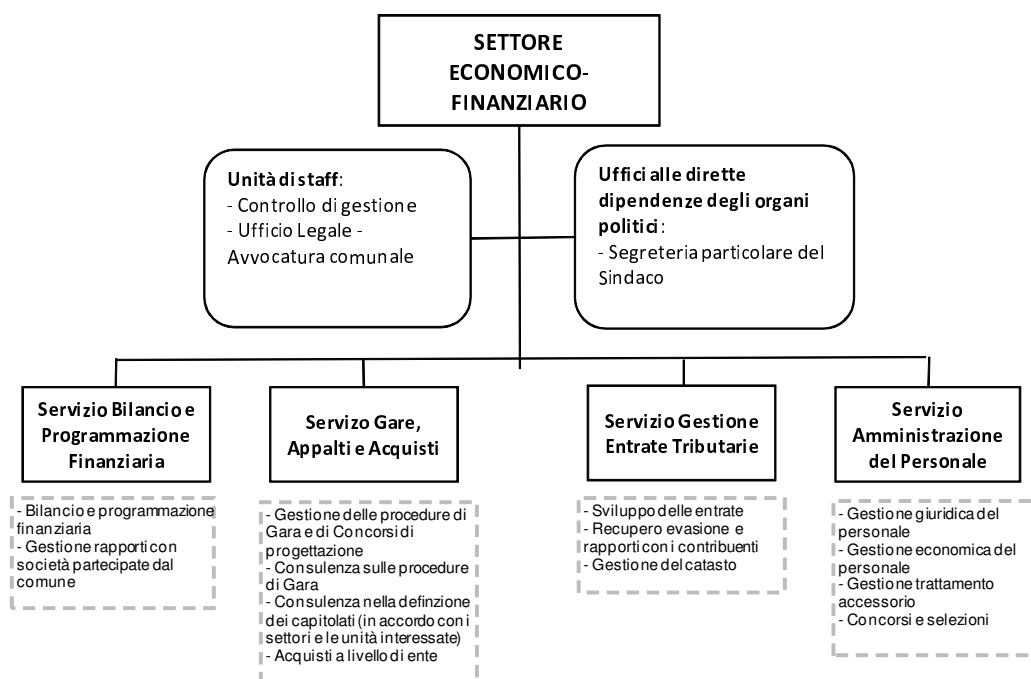 SETTORE
ECONOMICO-
FINANZIARIO
Unità di staff:
- Controllo di gestione
- Ufficio Legale -
Avvocatura comunale
Uffici alle dirette
dipendenze degli organi
politici:
- Segreteria particolare del
Sindaco
Servizio Bilancio e
Programmazione
Finanziaria
- Bilancio e programmazione
finanziaria
- Gestione rapporti con
società partecipate dal
comune
Servizo Gare,
Appalti e Acquisti
- Gestione delle procedure di
Gara e di Concorsi di
progettazione
- Consulenza sulle procedure
di Gara
- Consulenza nella definzione
dei capitolati (in accordo con i
settori e le unità interessate)
- Acquisti a livello di ente
Servizio Gestione
Entrate Tributarie
- Sviluppo delle entrate
- Recupero evasione e
rapporti con i contribuenti
- Gestione del catasto
Servizio
Amministrazione
del Personale
- Gestione giuridica del
personale
- Gestione economica del
personale
- Gestione trattamento
accessorio
- Concorsi e selezioni